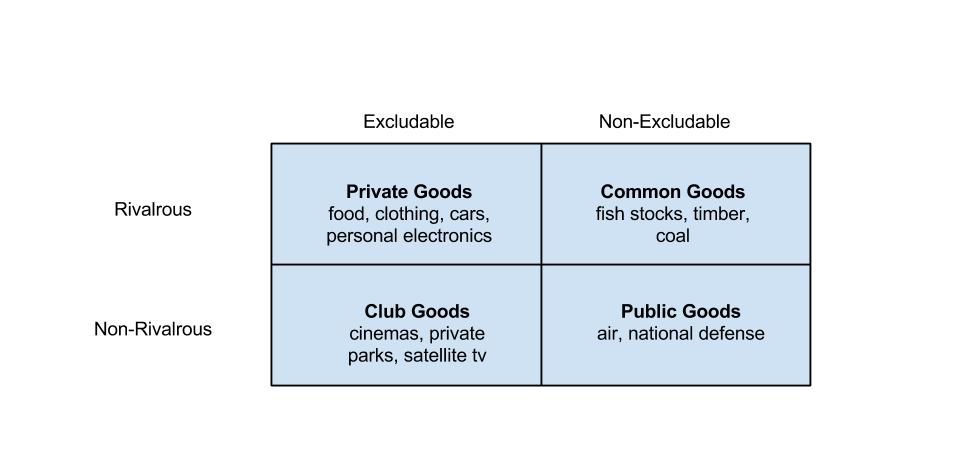 Excludable
Non-Excludable
Rivalrous
Private Goods
food, clothing, cars,
personal electronics
Common Goods
fish stocks, timber,
coal
Non-Rivalrous
Club Goods
cinemas, private
parks, satellite tv
Public Goods
air, national defense